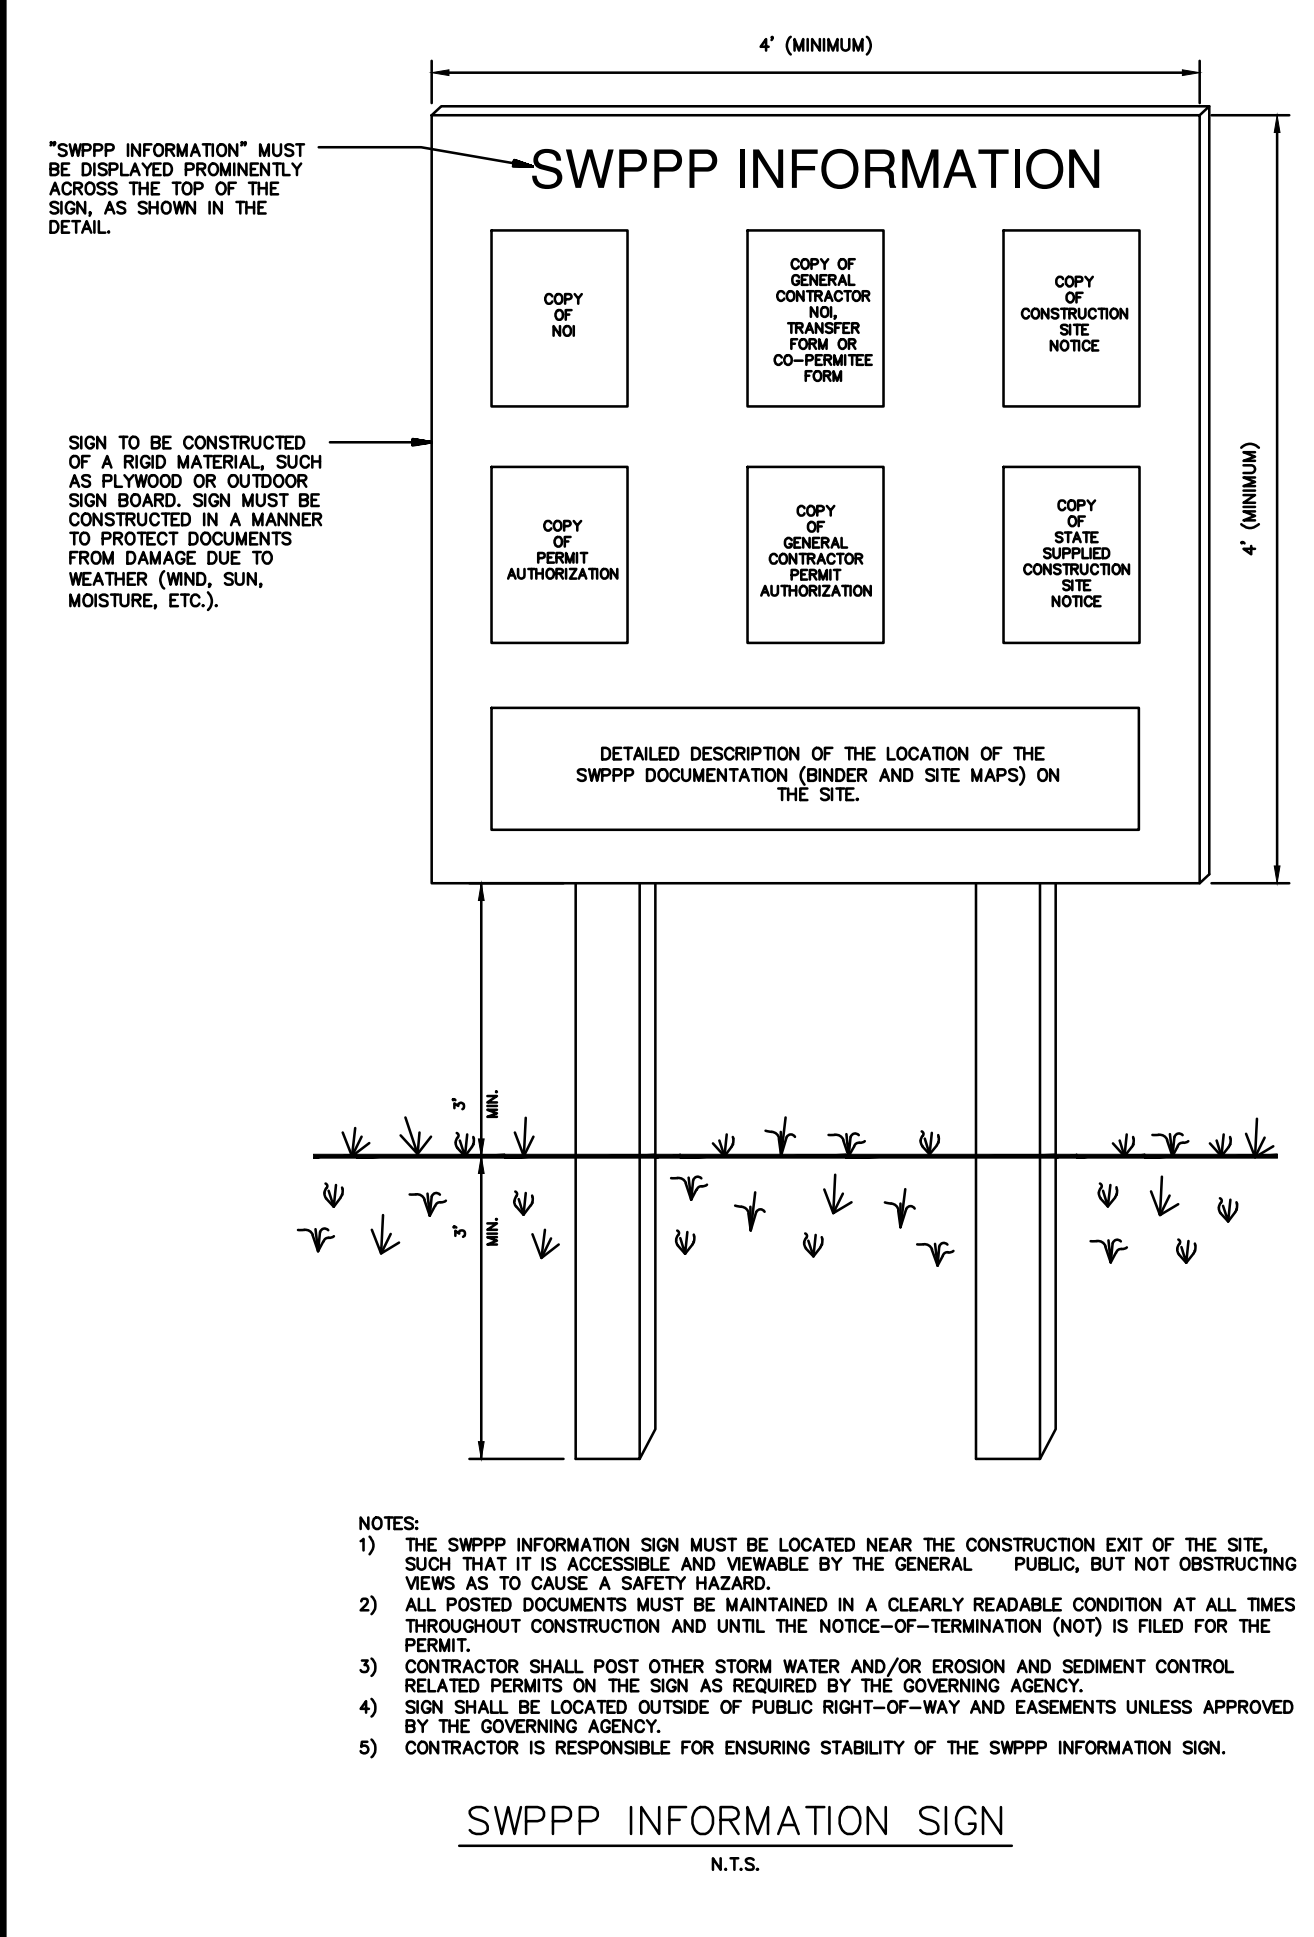 4' (MINIMUM)
"SWPPP INFORMATION" MUST
BE DISPLAYED PROMINENTLY
ACROSS THE TOP OF THE
SIGN, AS SHOWN IN THE
DETAIL.
SWPPP INFORMATION
COPY
OF
NOI
COPY OF
GENERAL
CONTRACTOR
NOI,
TRANSFER
FORM OR
CO-PERMITEE
FORM
COPY
OF
CONSTRUCTION
SITE
NOTICE
SIGN TO BE CONSTRUCTED
OF A RIGID MATERIAL, SUCH
AS PLYWOOD OR OUTDOOR
SIGN BOARD. SIGN MUST BE
CONSTRUCTED IN A MANNER
TO PROTECT DOCUMENTS
FROM DAMAGE DUE TO
WEATHER (WIND, SUN,
MOISTURE, ETC.).
4' (MINIMUM)
COPY
OF
PERMIT
AUTHORIZATION
COPY
OF
GENERAL
CONTRACTOR
PERMIT
AUTHORIZATION
COPY
OF
STATE
SUPPLIED
CONSTRUCTION
SITE
NOTICE
DETAILED DESCRIPTION OF THE LOCATION OF THE
SWPPP DOCUMENTATION (BINDER AND SITE MAPS) ON
THE SITE.
3'
MIN.
3'
MIN.
NOTES:
1) THE SWPPP INFORMATION SIGN MUST BE LOCATED NEAR THE CONSTRUCTION EXIT OF THE SITE,
SUCH THAT IT IS ACCESSIBLE AND VIEWABLE BY THE GENERAL PUBLIC, BUT NOT OBSTRUCTING
VIEWS AS TO CAUSE A SAFETY HAZARD.
2) ALL POSTED DOCUMENTS MUST BE MAINTAINED IN A CLEARLY READABLE CONDITION AT ALL TIMES
THROUGHOUT CONSTRUCTION AND UNTIL THE NOTICE-OF-TERMINATION (NOT) IS FILED FOR THE
PERMIT.
3) CONTRACTOR SHALL POST OTHER STORM WATER AND/OR EROSION AND SEDIMENT CONTROL
RELATED PERMITS ON THE SIGN AS REQUIRED BY THE GOVERNING AGENCY.
4) SIGN SHALL BE LOCATED OUTSIDE OF PUBLIC RIGHT-OF-WAY AND EASEMENTS UNLESS APPROVED
BY THE GOVERNING AGENCY.
5) CONTRACTOR IS RESPONSIBLE FOR ENSURING STABILITY OF THE SWPPP INFORMATION SIGN.
SWPPP INFORMATION SIGN
N.T.S.